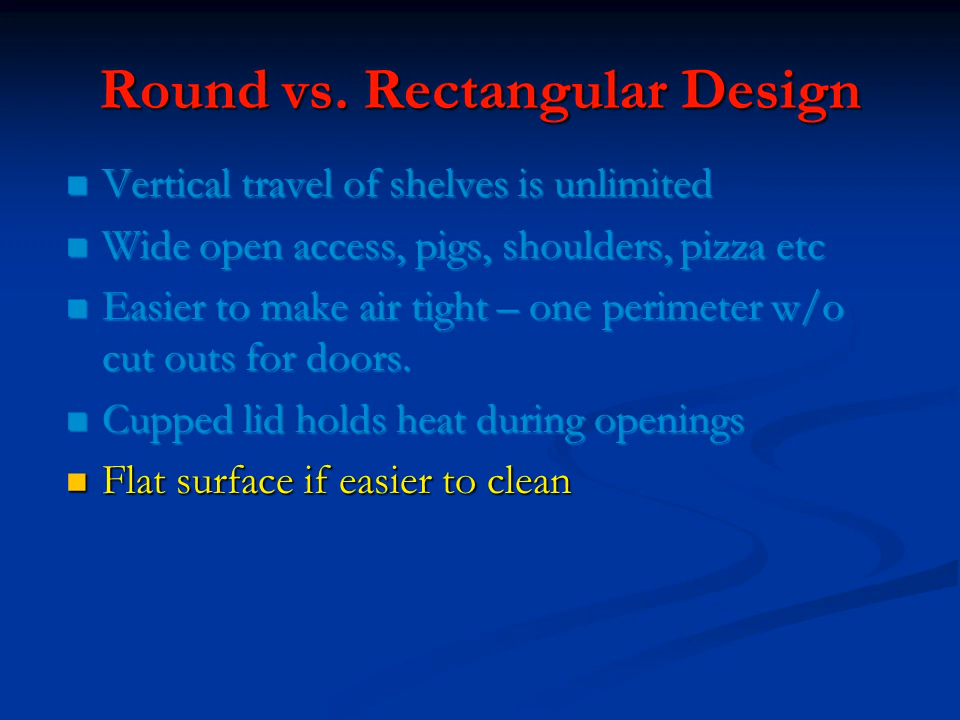 Round vs. Rectangular Design
Vertical travel of shelves is unlimited
Wide open access, pigs, shoulders, pizza etc
Easier to make air tight – one perimeter w/o
cut outs for doors.
Cupped lid holds heat during openings
Flat surface if easier to clean